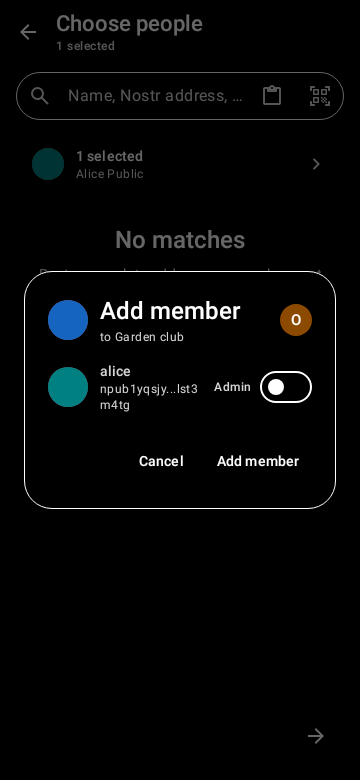 Choose people
1 selected
Name, Nostr address, …
1 selected
Alice Public
No matches
Add member
O
to Garden club
alice
npub1yqsjy...lst3
m4tg
Admin
Cancel
Add member